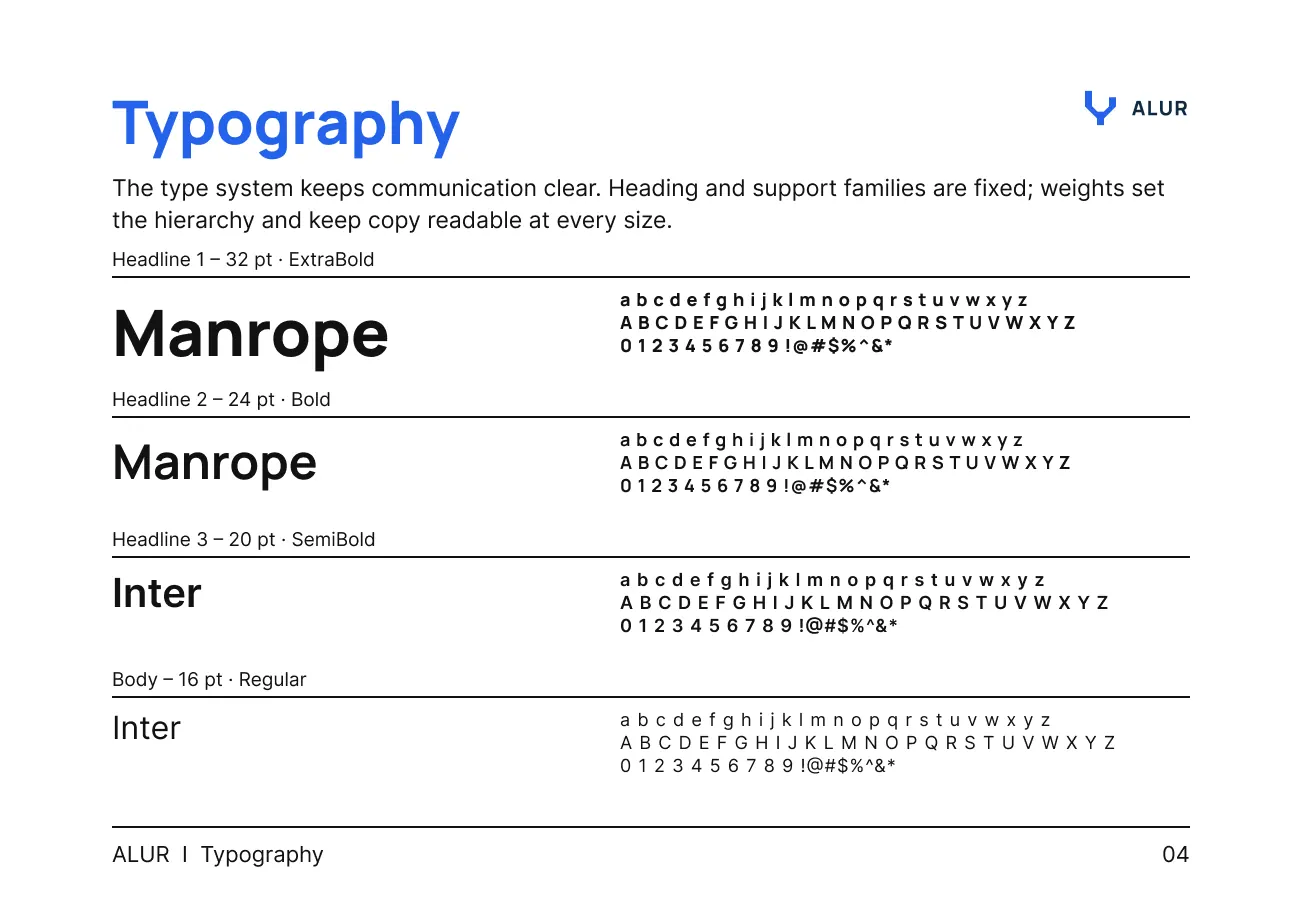 Typography
ALUR
The type system keeps communication clear. Heading and support families are fixed; weights set
the hierarchy and keep copy readable at every size.
Headline 1 – 32 pt · ExtraBold
Manrope
a b c d e f g h i j k l m n o p q r s t u v w x y z
A B C D E F G H I J K L M N O P Q R S T U V W X Y Z
0 1 2 3 4 5 6 7 8 9 !@#$%^&*
Headline 2 – 24 pt · Bold
Manrope
a b c d e f g h i j k l m n o p q r s t u v w x y z
A B C D E F G H I J K L M N O P Q R S T U V W X Y Z
0 1 2 3 4 5 6 7 8 9 !@#$%^&*
Headline 3 – 20 pt · SemiBold
Inter
a b c d e f g h i j k l m n o p q r s t u v w x y z
A B C D E F G H I J K L M N O P Q R S T U V W X Y Z
0 1 2 3 4 5 6 7 8 9 !@#$%^&*
Body – 16 pt · Regular
Inter
a b c d e f g h i j k l m n o p q r s t u v w x y z
A B C D E F G H I J K L M N O P Q R S T U V W X Y Z
0 1 2 3 4 5 6 7 8 9 !@#$%^&*
ALUR I Typography
04